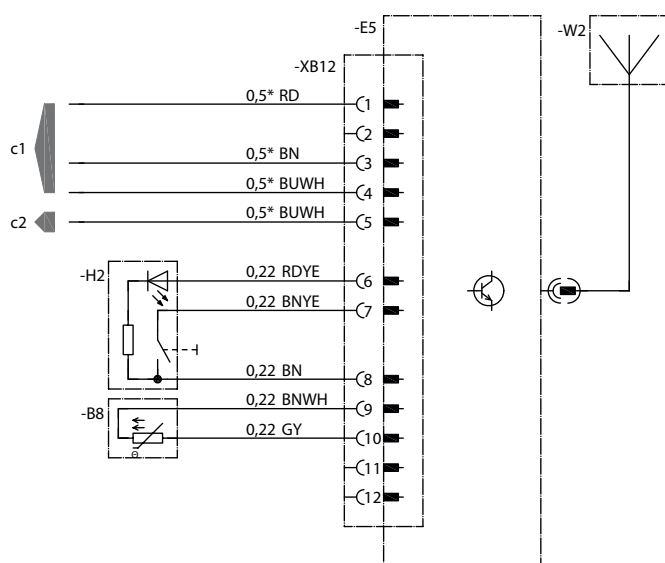 -E5
-W2
-XB12
0,5* RD 1
2
c1
0,5* BN 3
0,5* BUWH 4
c2
0,5* BUWH 5
-H2
0,22 RDYE 6
0,22 BNYE 7
0,22 BN 8
-B8
0,22 BNWH 9
0,22 GY 10
Θ
11
12